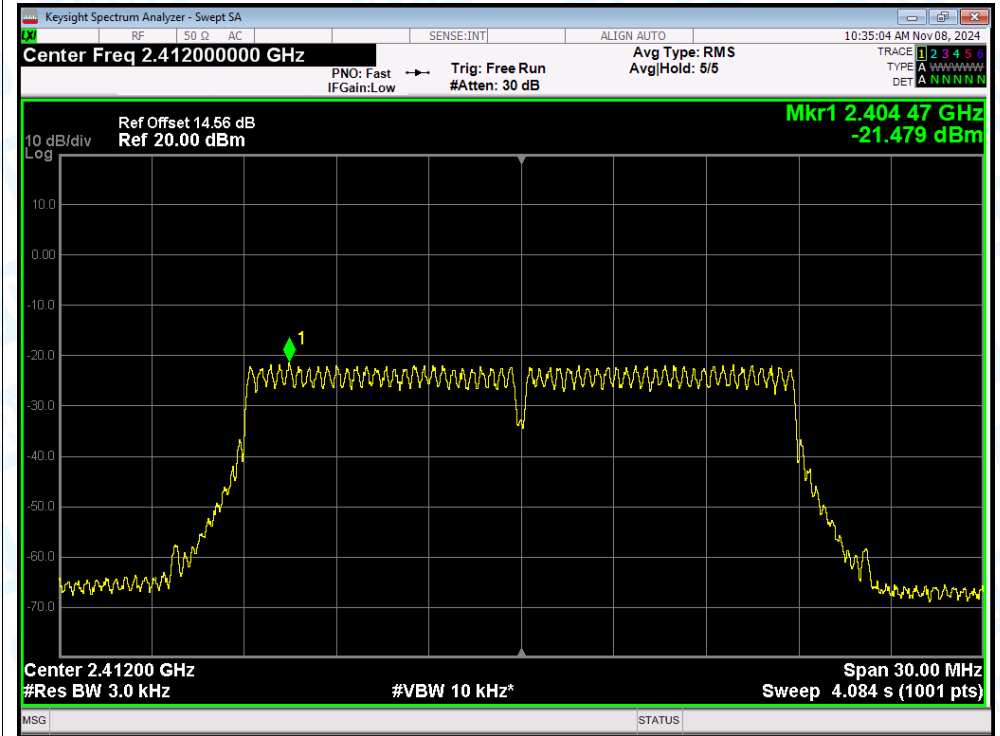 Keysight Spectrum Analyzer - Swept SA
LXI RF 50 Ω AC SENSE:INT ALIGN AUTO 10:35:04 AM Nov 08, 2024
Center Freq 2.412000000 GHz Avg Type: RMS TRACE 1 2 3 4 5 6
PNO: Fast Trig: Free Run Avg|Hold: 5/5 TYPE A WWWWW
IFGain:Low #Atten: 30 dB DET A N N N N N
Mkr1 2.404 47 GHz
Ref Offset 14.56 dB
10 dB/div Ref 20.00 dBm -21.479 dBm
Log
10.0
0.00
-10.0
1
-20.0
-30.0
-40.0
-50.0
-60.0
-70.0
Center 2.41200 GHz Span 30.00 MHz
#Res BW 3.0 kHz #VBW 10 kHz* Sweep 4.084 s (1001 pts)
MSG STATUS